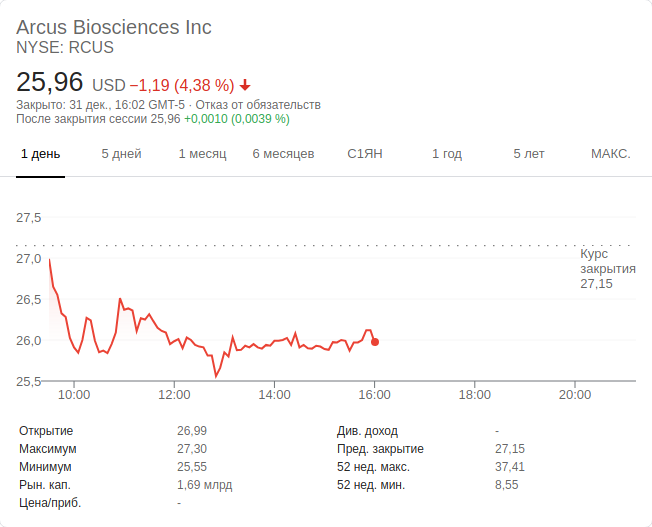 Arcus Biosciences Inc
NYSE: RCUS
25,96 USD −1,19 (4,38 %)
Закрыто: 31 дек., 16:02 GMT-5 · Отказ от обязательств
После закрытия сессии 25,96 +0,0010 (0,0039 %)
1 день 5 дней 1 месяц 6 месяцев С1ЯН 1 год 5 лет МАКС.
27,5
27,0
26,5
26,0
25,5
Курс
закрытия
27,15
10:00 12:00 14:00 16:00 18:00 20:00
Открытие 26,99 Див. доход -
Максимум 27,30 Пред. закрытие 27,15
Минимум 25,55 52 нед. макс. 37,41
Рын. кап. 1,69 млрд 52 нед. мин. 8,55
Цена/приб. -